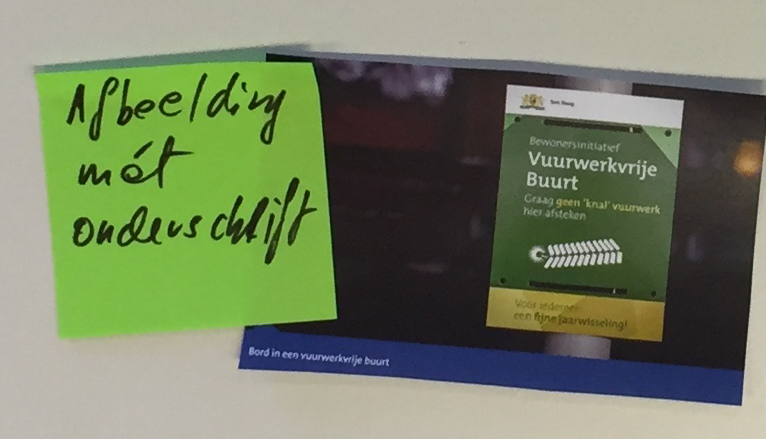 Afbeelding
mét
onderschrift
Den Haag
Bewonersinitiatief
Vuurwerkvrije
Buurt
Graag geen 'knal' vuurwerk
hier afsteken
Voor iedereen
een fijne jaarwisseling!
Bord in een vuurwerkvrije buurt